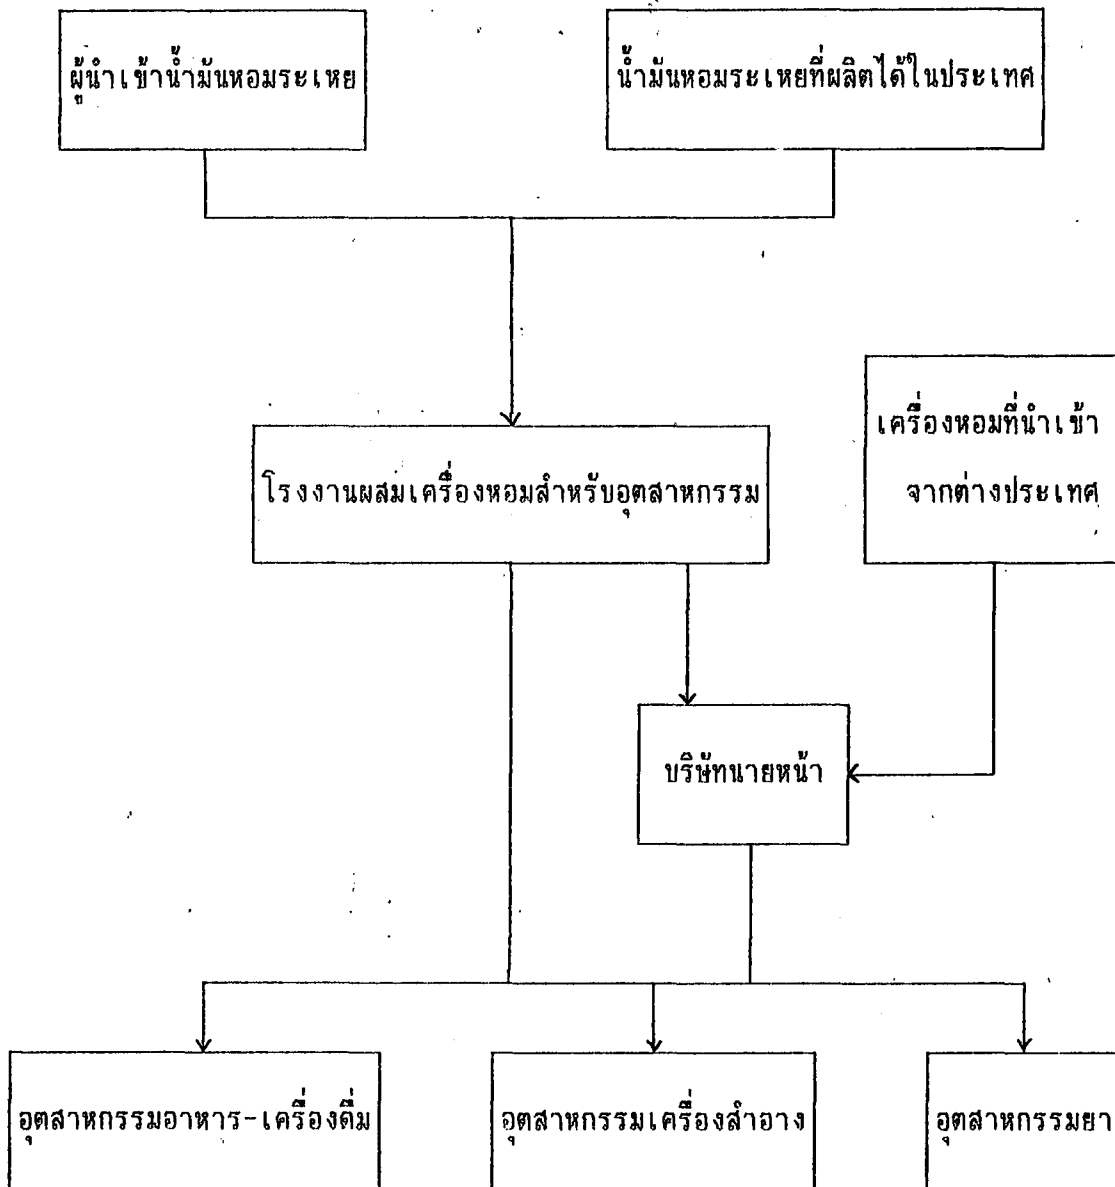 ผู้นำเข้าน้ำมันหอมระเหย
น้ำมันหอมระเหยที่ผลิตได้ในประเทศ
เครื่องหอมที่นำเข้า
จากต่างประเทศ
โรงงานผสมเครื่องหอมสำหรับอุตสาหกรรม
บริษัทนายหน้า
อุตสาหกรรมอาหาร-เครื่องดื่ม
อุตสาหกรรมเครื่องสำอาง
อุตสาหกรรมยา